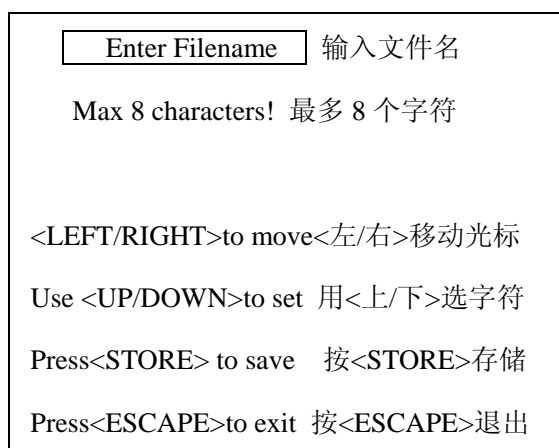 Enter Filename 输入文件名
Max 8 characters! 最多 8 个字符
<LEFT/RIGHT>to move<左/右>移动光标
Use <UP/DOWN>to set 用<上/下>选字符
Press<STORE> to save 按<STORE>存储
Press<ESCAPE>to exit 按<ESCAPE>退出